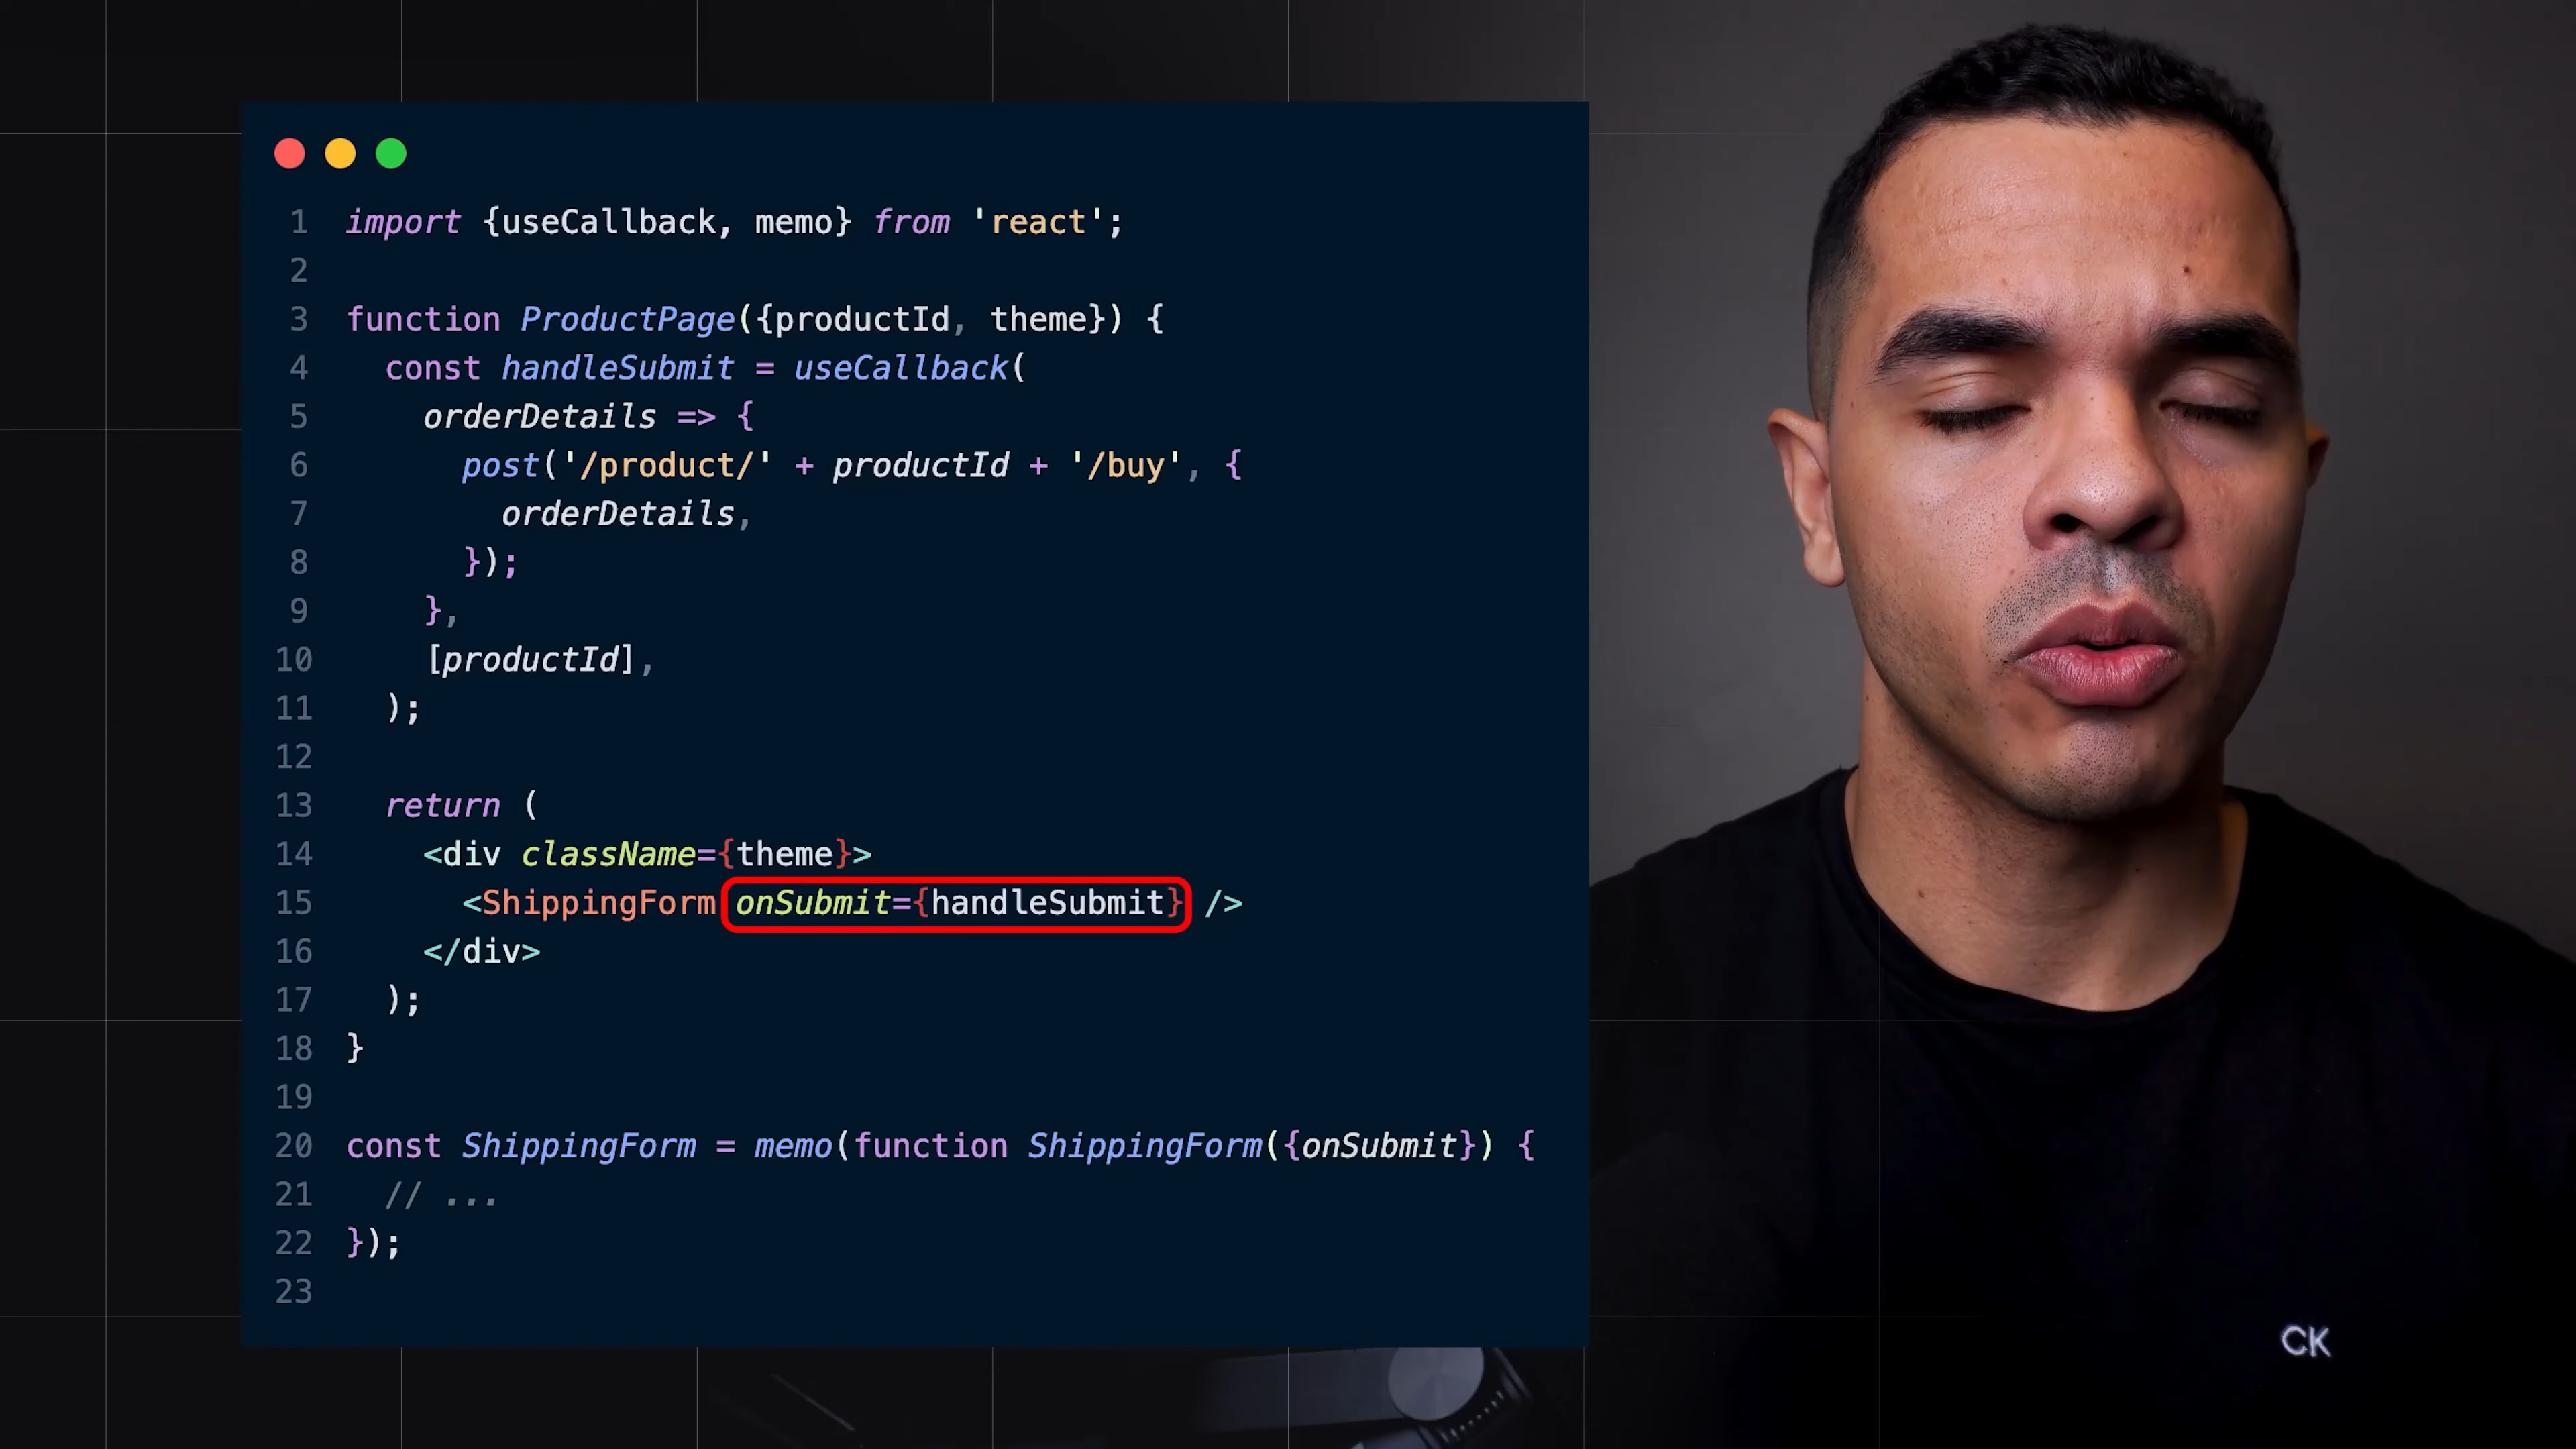 1 import {useCallback, memo} from 'react';
2
3 function ProductPage({productId, theme}) {
4 const handleSubmit = useCallback(
5 orderDetails => {
6 post('/product/' + productId + '/buy', {
7 orderDetails,
8 });
9 },
10 [productId],
11 );
12
13 return (
14 <div className={theme}>
15 <ShippingForm onSubmit={handleSubmit} />
16 </div>
17 );
18 }
19
20 const ShippingForm = memo(function ShippingForm({onSubmit}) {
21 // ...
22 });
23
CK